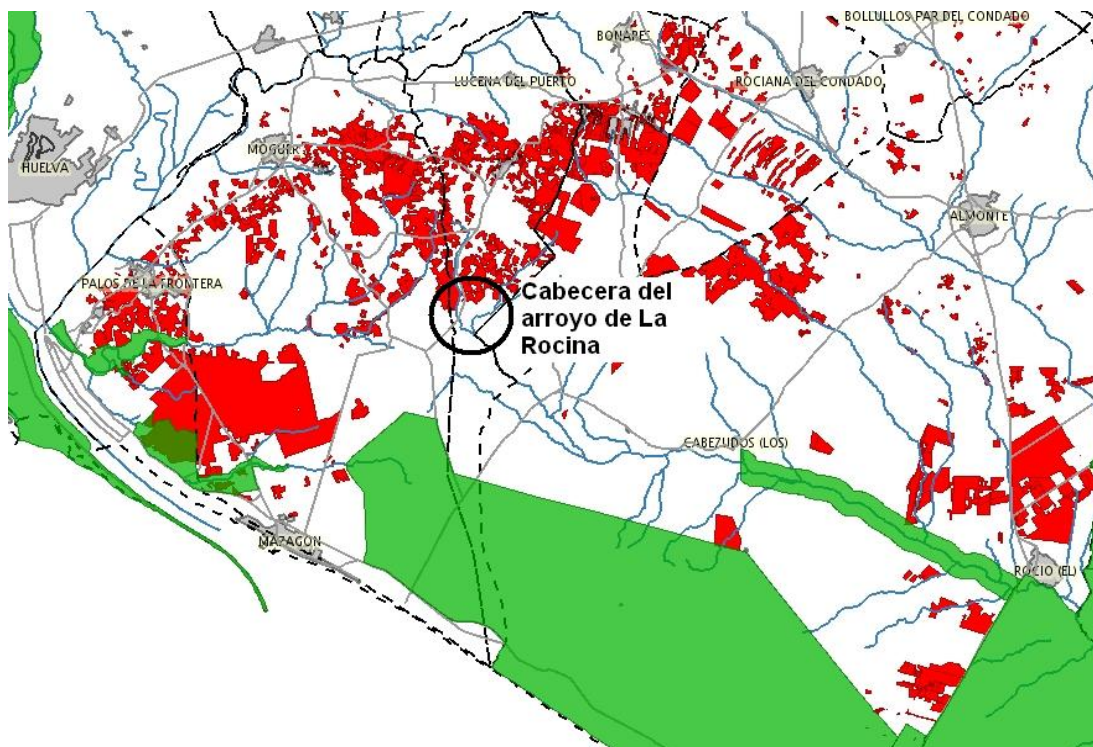 BOLLULLOS PAR DEL CONDADO
BONARES
LUCENA DEL PUERTO
ROCIANA DEL CONDADO
MOGUER
HUELVA
ALMONTE
PALOS DE LA FRONTERA
Cabecera del
arroyo de La
Rocina
CABEZUDOS (LOS)
MAZAGON
ROCIO (EL)